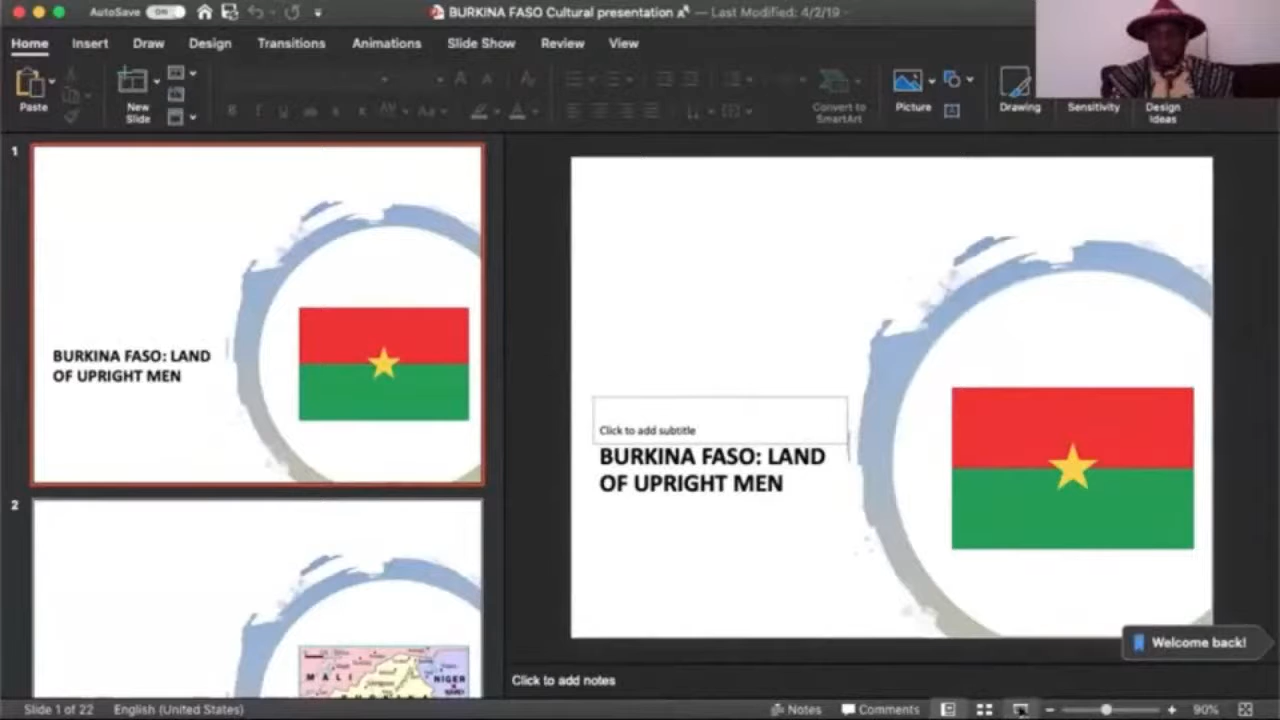 AutoSave
BURKINA FASO Cultural presentation
— Last Modified: 4/2/19
Home Insert Draw Design Transitions Animations Slide Show Review View
Paste
New
Slide
Convert to
SmartArt
Picture
Drawing
Sensitivity
Design
Ideas
1
BURKINA FASO: LAND
OF UPRIGHT MEN
2
MALI
NIGER
Click to add subtitle
BURKINA FASO: LAND
OF UPRIGHT MEN
Welcome back!
Click to add notes
Slide 1 of 22 English (United States)
Notes Comments
90%